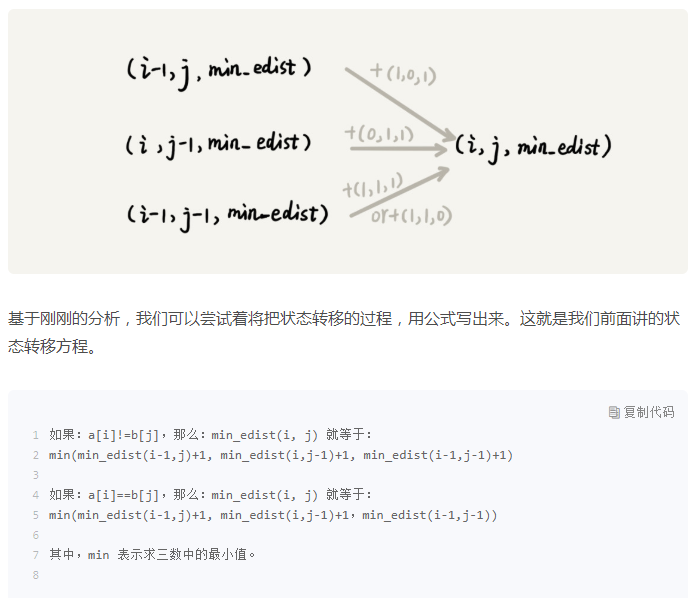 (i-1,j,min_edist)
+(1,0,1)
(i,j-1,min_edist)
+(0,1,1)
(i,j,min_edist)
(i-1,j-1,min_edist)
+(1,1,1)
or+(1,1,0)
基于刚刚的分析，我们可以尝试着将把状态转移的过程，用公式写出来。这就是我们前面讲的状
态转移方程。
复制代码
1 如果：a[i]!=b[j]，那么：min_edist(i, j) 就等于：
2 min(min_edist(i-1,j)+1, min_edist(i,j-1)+1, min_edist(i-1,j-1)+1)
3
4 如果：a[i]==b[j]，那么：min_edist(i, j) 就等于：
5 min(min_edist(i-1,j)+1, min_edist(i,j-1)+1，min_edist(i-1,j-1))
6
7 其中，min 表示求三数中的最小值。
8